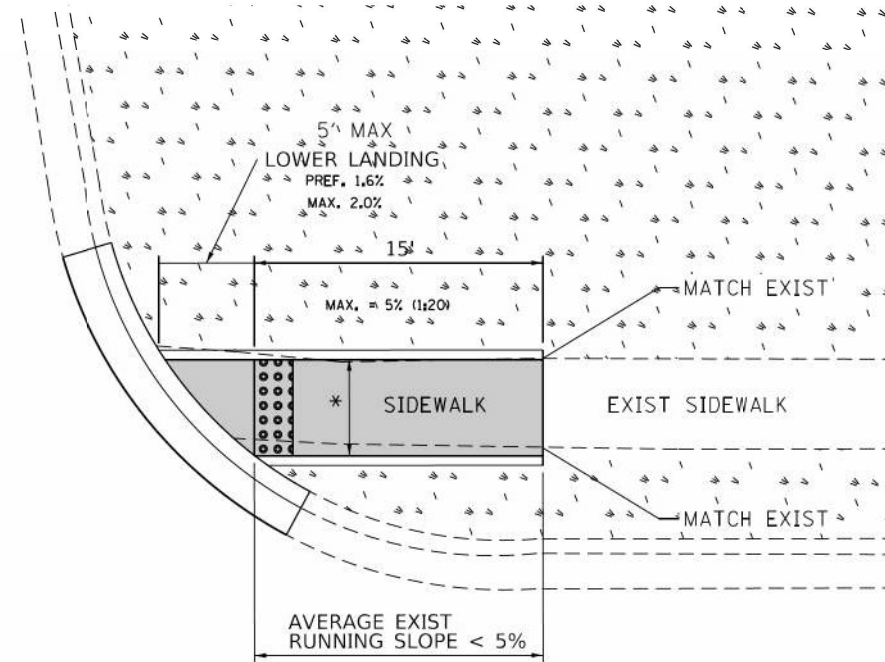 5' MAX
LOWER LANDING
PREF. 1.6%
MAX. 2.0%
15'
MAX. = 5% (1:20)
MATCH EXIST
* SIDEWALK EXIST SIDEWALK
MATCH EXIST
AVERAGE EXIST
RUNNING SLOPE < 5%